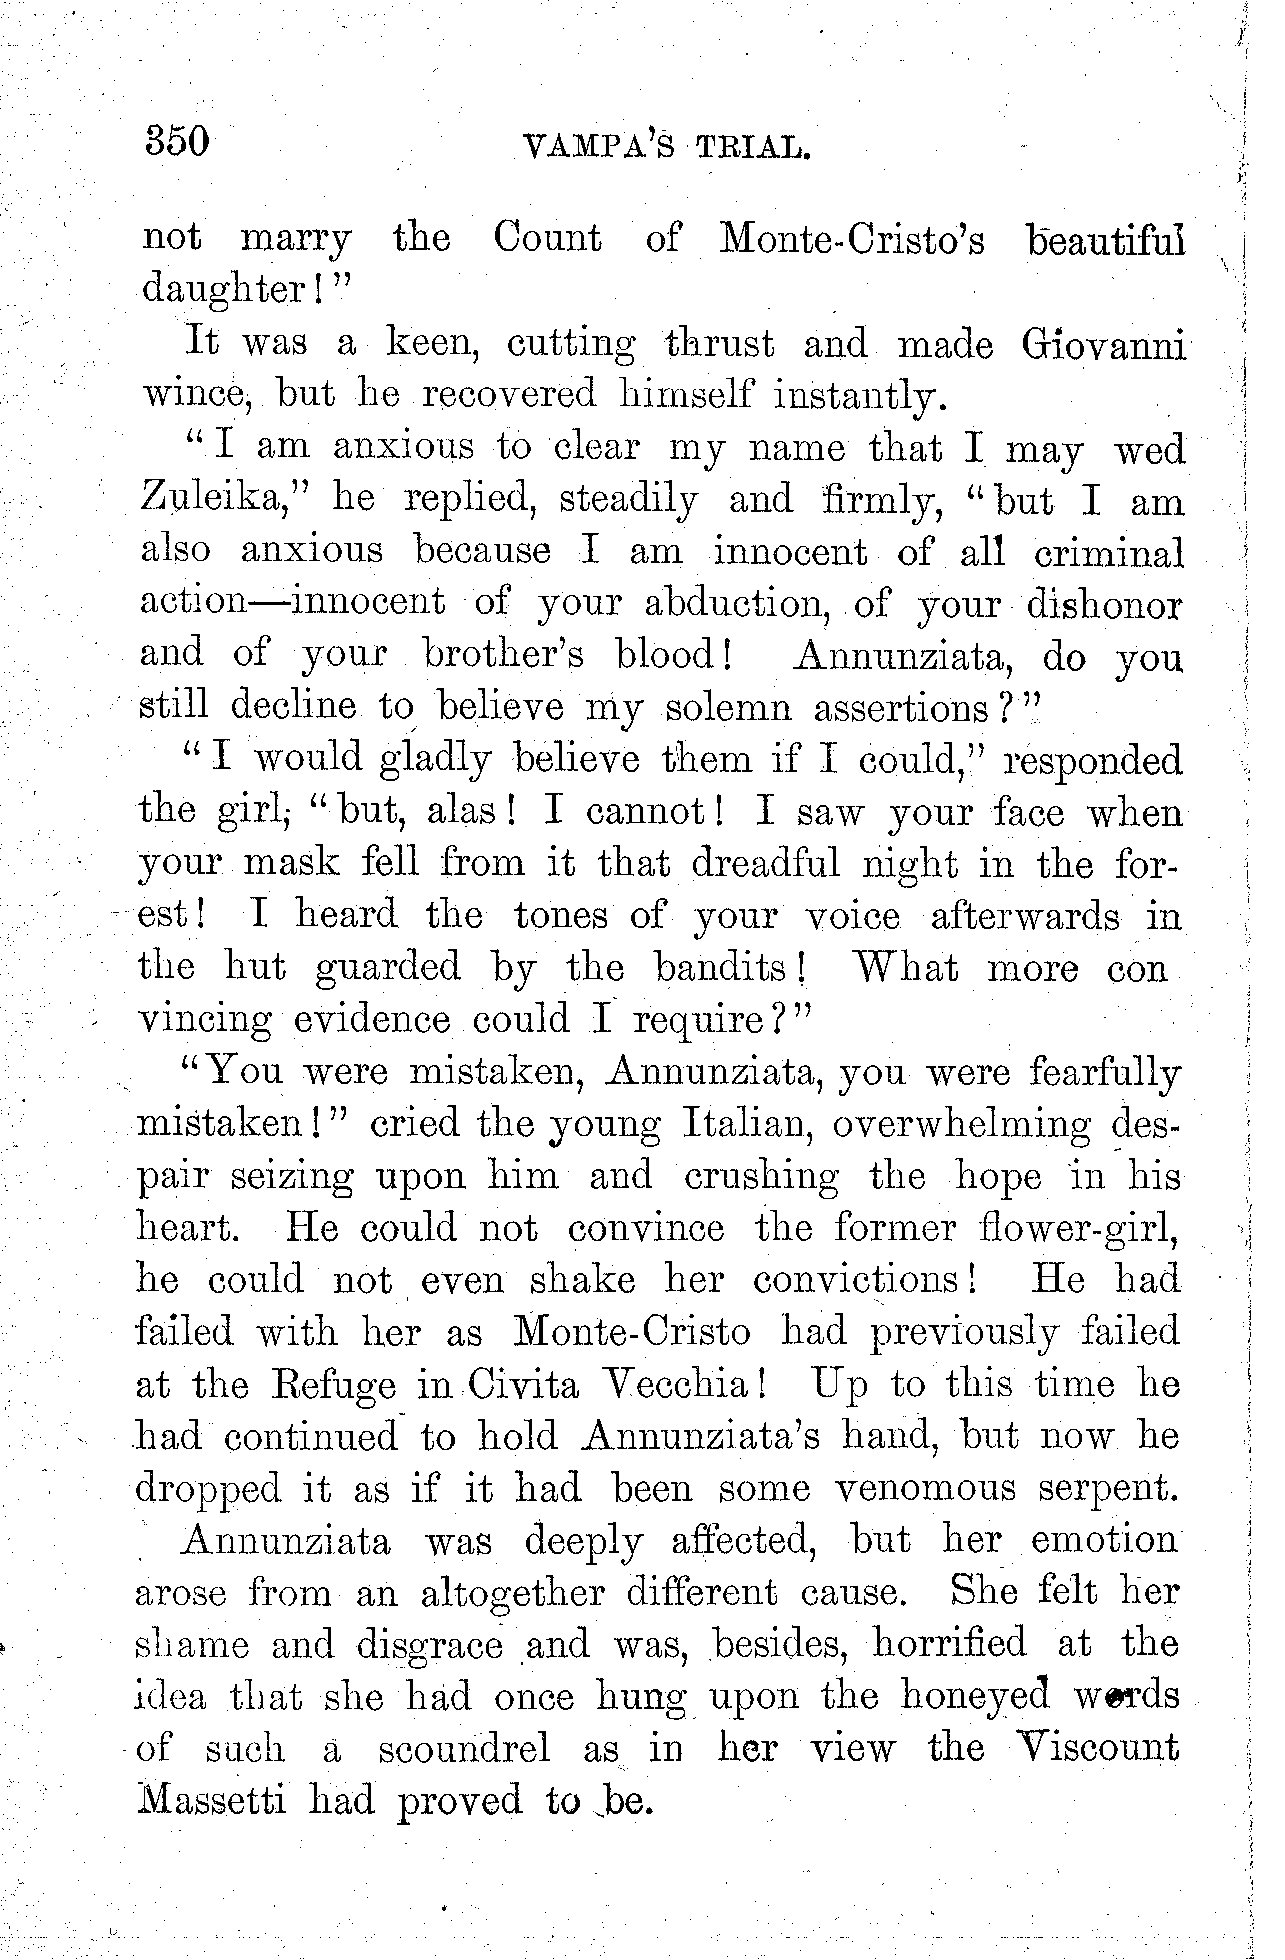 350 VAMPA'S TRIAL.
not marry the Count of Monte-Cristo's beautiful
daughter!"
It was a keen, cutting thrust and made Giovanni
wince, but he recovered himself instantly.
"I am anxious to clear my name that I may wed
Zuleika," he replied, steadily and firmly, "but I am
also anxious because I am innocent of all criminal
action—innocent of your abduction, of your dishonor
and of your brother's blood! Annunziata, do you
still decline to believe my solemn assertions?"
"I would gladly believe them if I could," responded
the girl; "but, alas! I cannot! I saw your face when
your mask fell from it that dreadful night in the for-
est! I heard the tones of your voice afterwards in
the hut guarded by the bandits! What more con
vincing evidence could I require?"
"You were mistaken, Annunziata, you were fearfully
mistaken!" cried the young Italian, overwhelming des-
pair seizing upon him and crushing the hope in his
heart. He could not convince the former flower-girl,
he could not even shake her convictions! He had
failed with her as Monte-Cristo had previously failed
at the Refuge in Civita Vecchia! Up to this time he
had continued to hold Annunziata's hand, but now he
dropped it as if it had been some venomous serpent.
Annunziata was deeply affected, but her emotion
arose from an altogether different cause. She felt her
shame and disgrace and was, besides, horrified at the
idea that she had once hung upon the honeyed words
of such a scoundrel as in her view the Viscount
Massetti had proved to be.